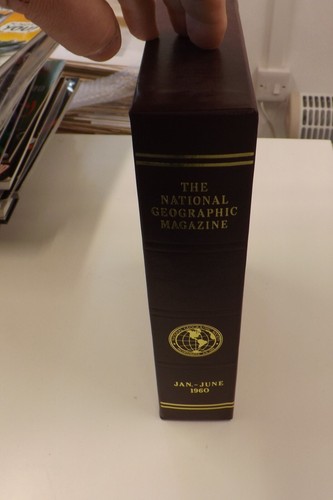 THE
NATIONAL
GEOGRAPHIC
MAGAZINE
JAN.-JUNE
1960